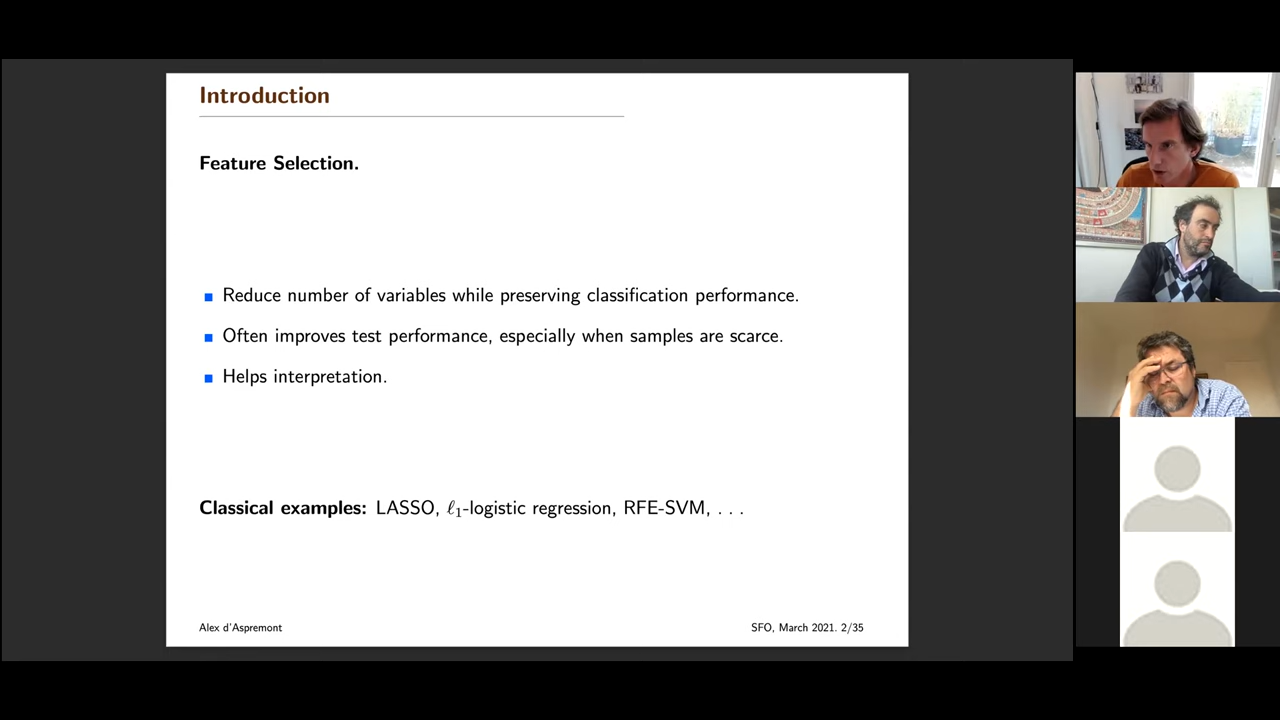 Introduction
Feature Selection.
Reduce number of variables while preserving classification performance.
Often improves test performance, especially when samples are scarce.
Helps interpretation.
Classical examples: LASSO, ℓ₁-logistic regression, RFE-SVM, . . .
Alex d'Aspremont
SFO, March 2021. 2/35